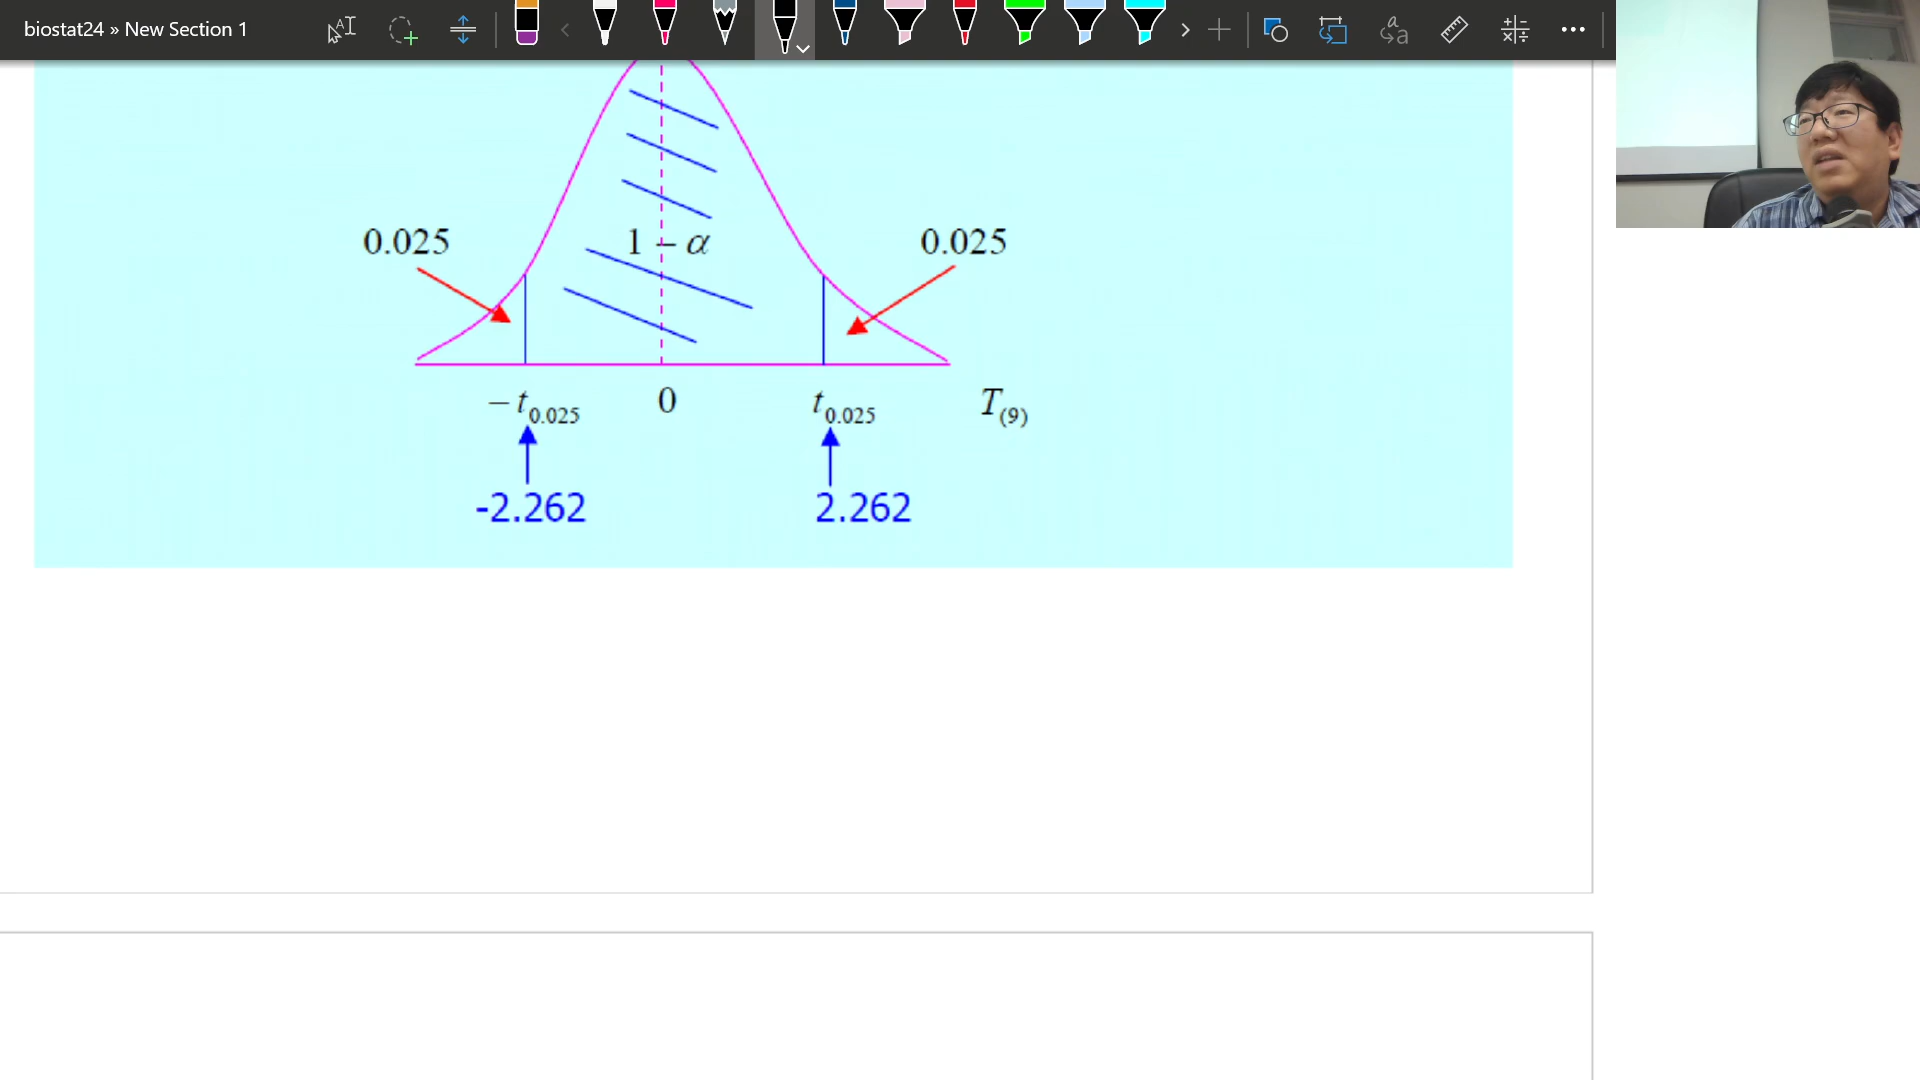 biostat24 » New Section 1
0.025
1 − α
0.025
− t0.025
0
t0.025
T(9)
-2.262
2.262